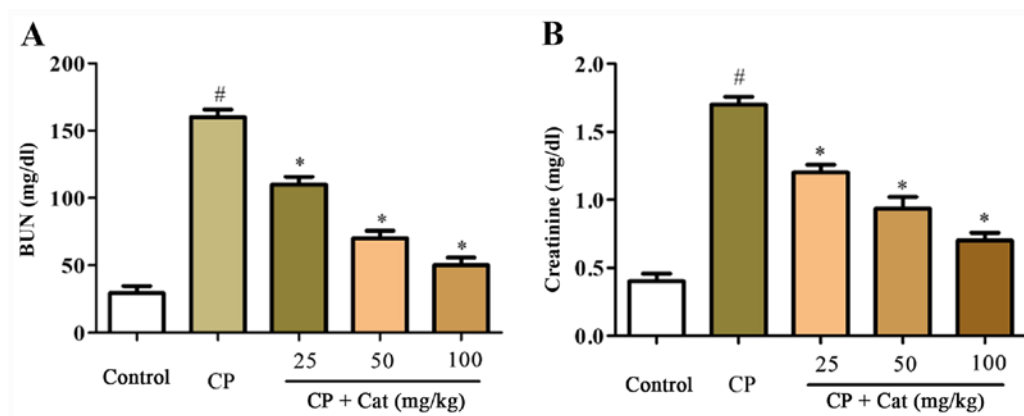 A
BUN (mg/dl)
200
150
100
50
0
#
*
*
*
Control
CP
25
50
100
CP + Cat (mg/kg)
B
Creatinine (mg/dl)
2.0
1.5
1.0
0.5
0.0
#
*
*
*
Control
CP
25
50
100
CP + Cat (mg/kg)